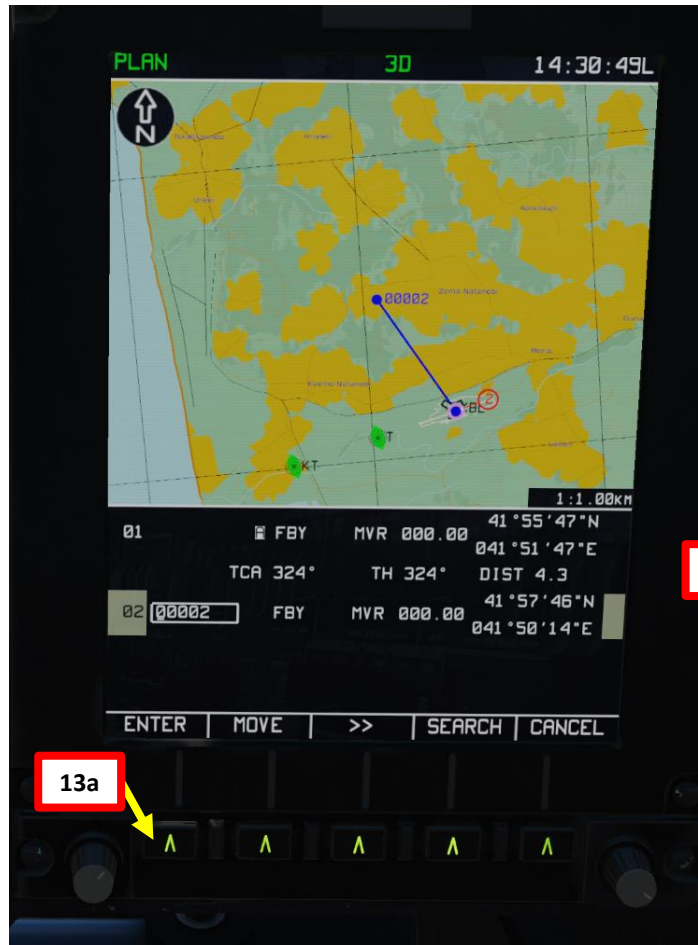 PLAN 3D 14:30:49L
N
00002
2
T
KT
1:1.00KM
01 FBY MVR 000.00 41°55'47"N
041°51'47"E
TCA 324° TH 324° DIST 4.3
02 00002 FBY MVR 000.00 41°57'46"N
041°50'14"E
ENTER MOVE >> SEARCH CANCEL
13a
Λ Λ Λ Λ Λ